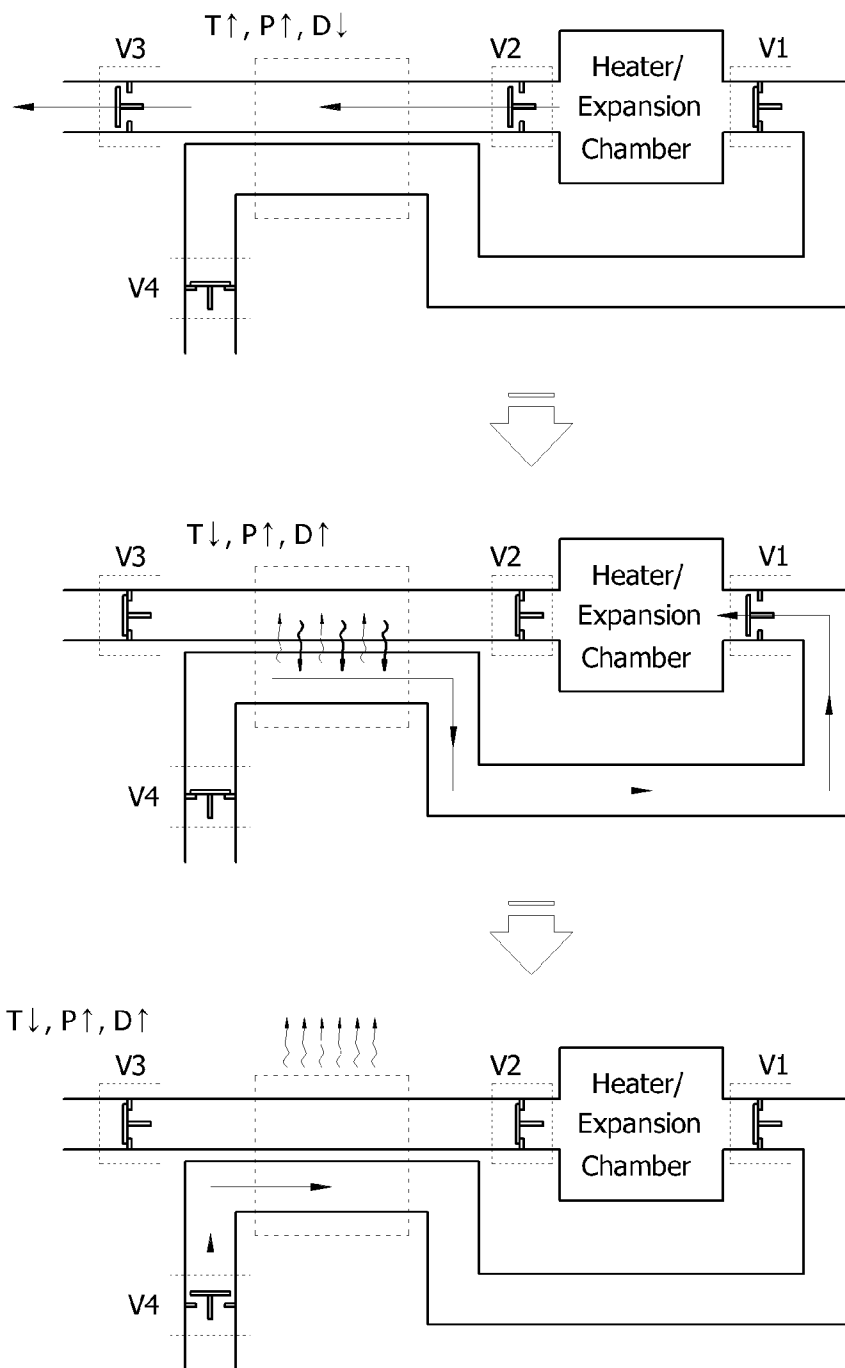 T↑, P↑, D↓
V3
V2
V1
Heater/
Expansion
Chamber
V4
T↓, P↑, D↑
V3
V2
V1
Heater/
Expansion
Chamber
V4
T↓, P↑, D↑
V3
V2
V1
Heater/
Expansion
Chamber
V4